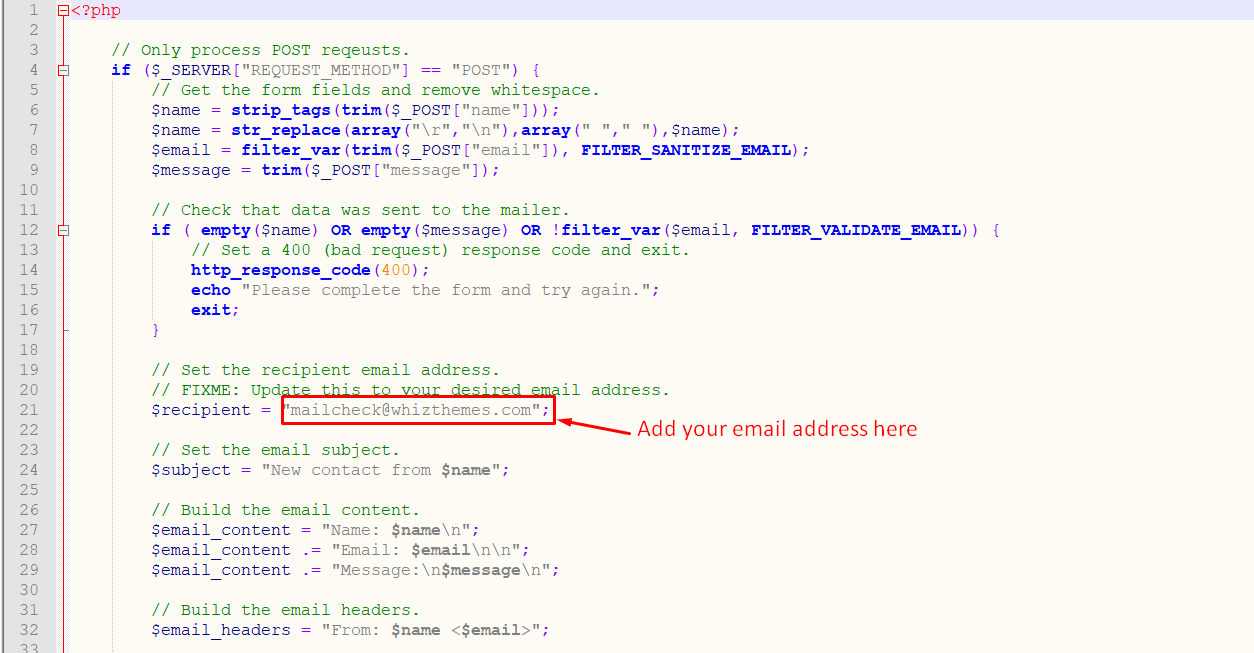 1 <?php
2
3 // Only process POST reqeusts.
4 if ($_SERVER["REQUEST_METHOD"] == "POST") {
5 // Get the form fields and remove whitespace.
6 $name = strip_tags(trim($_POST["name"]));
7 $name = str_replace(array("\r","\n"),array(" "," "),$name);
8 $email = filter_var(trim($_POST["email"]), FILTER_SANITIZE_EMAIL);
9 $message = trim($_POST["message"]);
10
11 // Check that data was sent to the mailer.
12 if ( empty($name) OR empty($message) OR !filter_var($email, FILTER_VALIDATE_EMAIL)) {
13 // Set a 400 (bad request) response code and exit.
14 http_response_code(400);
15 echo "Please complete the form and try again.";
16 exit;
17 }
18
19 // Set the recipient email address.
20 // FIXME: Update this to your desired email address.
21 $recipient = "mailcheck@whizthemes.com";
Add your email address here
22
23 // Set the email subject.
24 $subject = "New contact from $name";
25
26 // Build the email content.
27 $email_content = "Name: $name\n";
28 $email_content .= "Email: $email\n\n";
29 $email_content .= "Message:\n$message\n";
30
31 // Build the email headers.
32 $email_headers = "From: $name <$email>";
33